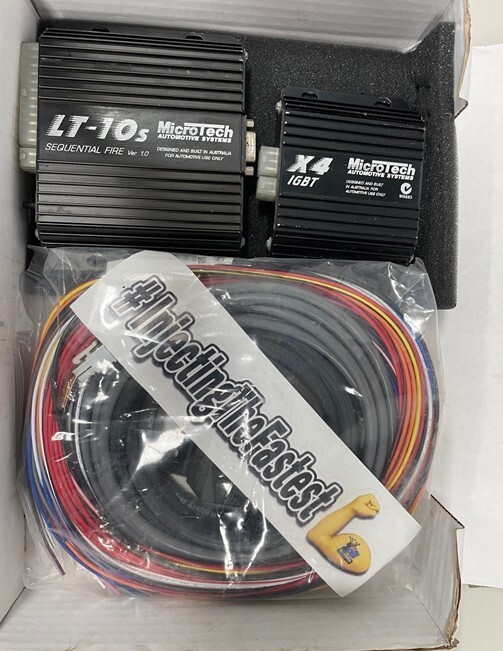 LT-10s
MICROTECH
AUTOMOTIVE SYSTEMS
SEQUENTIAL FIRE Ver 1.0
DESIGNED AND BUILT IN AUSTRALIA
FOR AUTOMOTIVE USE ONLY
X4
IGBT
MICROTECH
AUTOMOTIVE SYSTEMS
DESIGNED AND BUILT
IN AUSTRALIA FOR
AUTOMOTIVE USE ONLY
#InjectingTheFastest